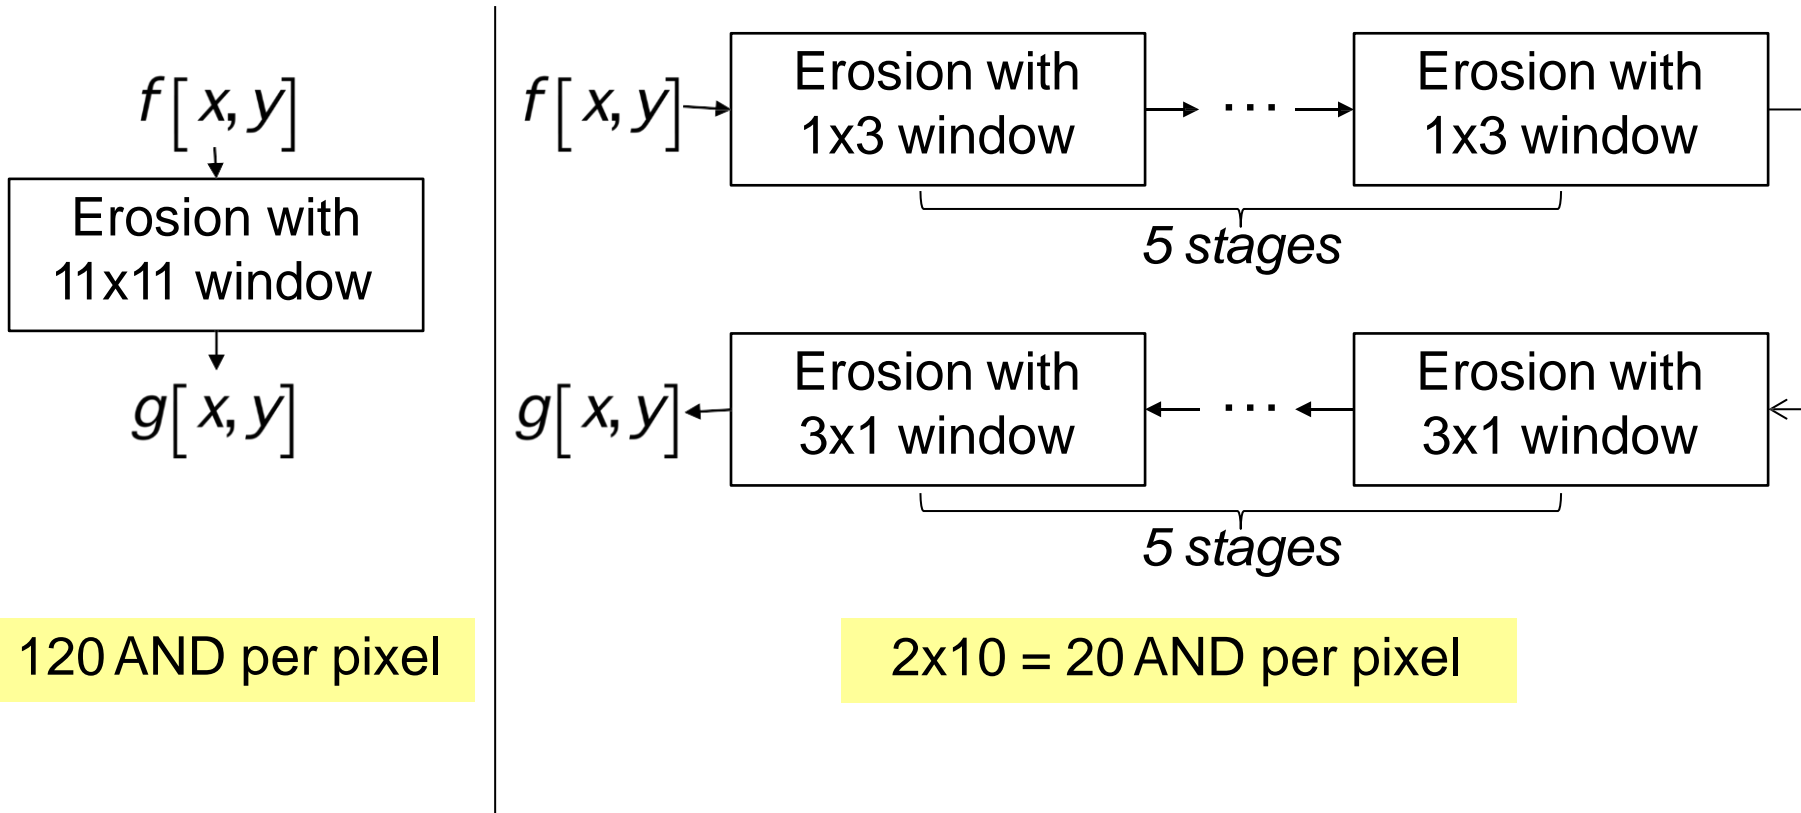 f[x,y]
Erosion with
11x11 window
g[x,y]
120 AND per pixel
f[x,y]
Erosion with
1x3 window
···
Erosion with
1x3 window
5 stages
g[x,y]
Erosion with
3x1 window
···
Erosion with
3x1 window
5 stages
2x10 = 20 AND per pixel